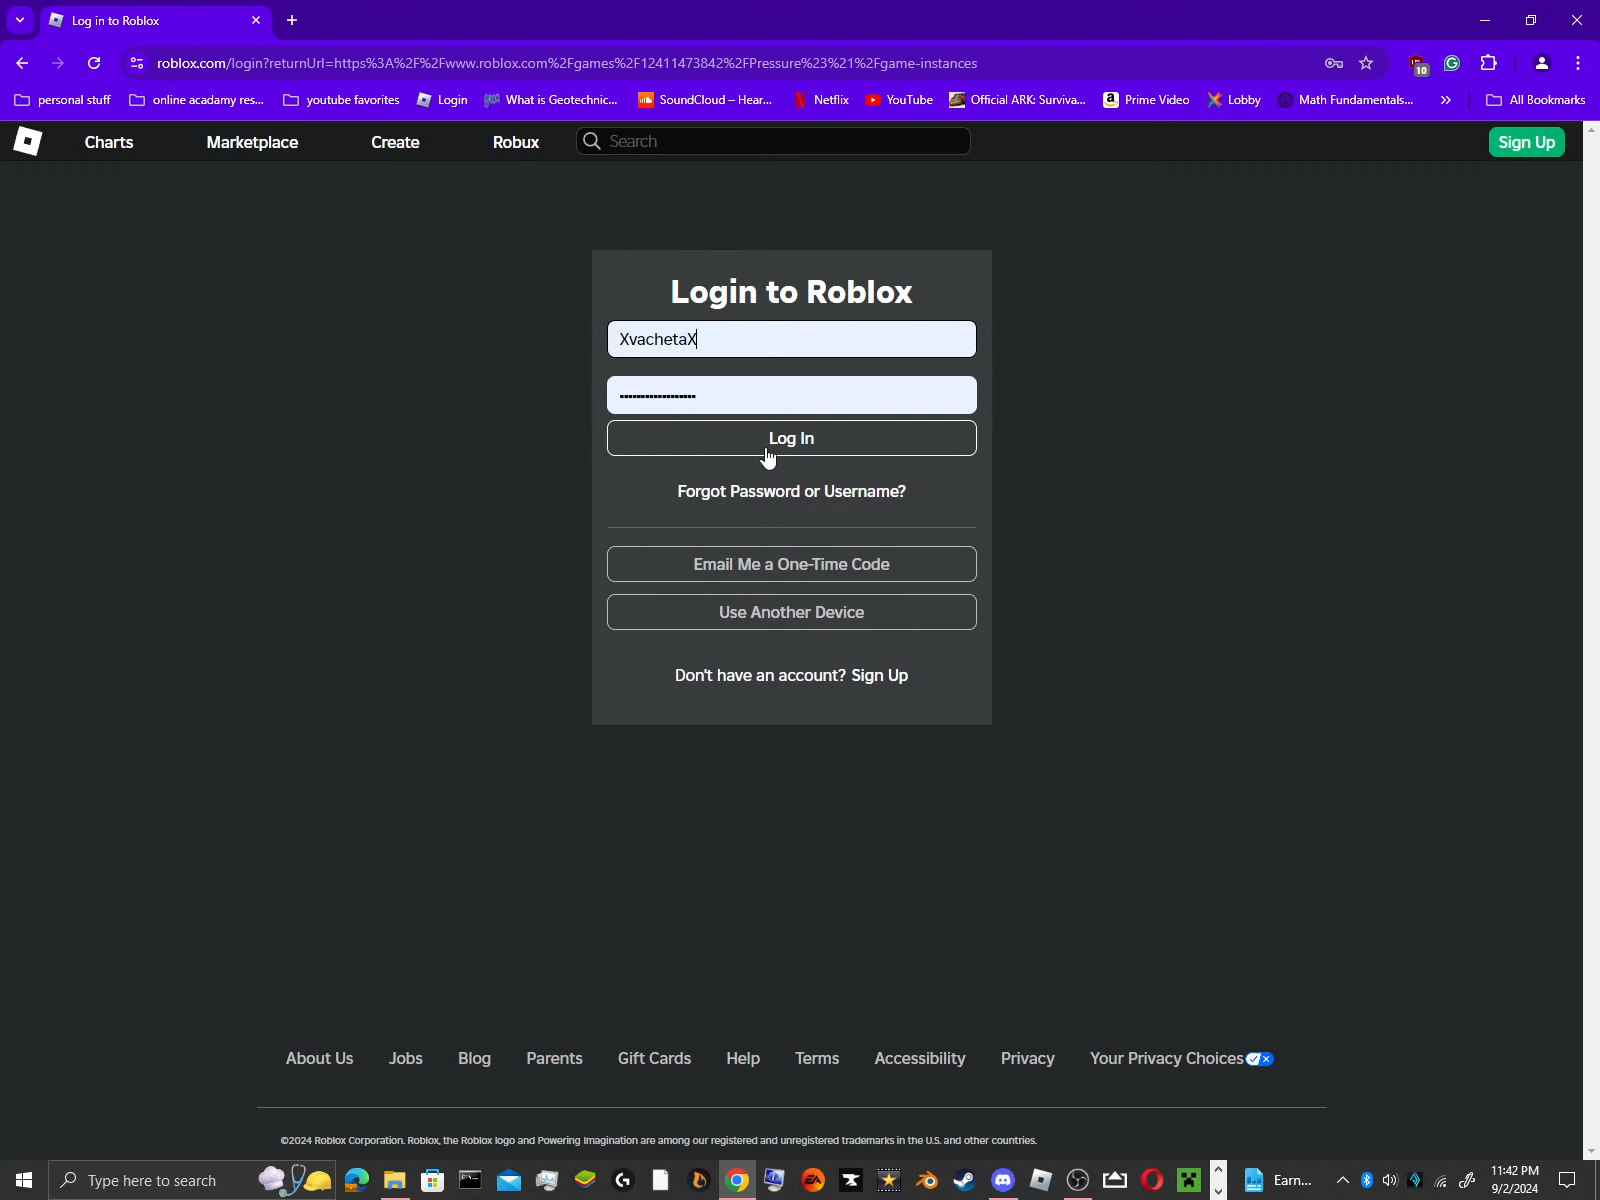 Log in to Roblox
roblox.com/login?returnUrl=https%3A%2F%2Fwww.roblox.com%2Fgames%2F12411473842%2FPressure%23%21%2Fgame-instances
10
personal stuff
online acadamy res...
youtube favorites
Login
What is Geotechnic...
SoundCloud – Hear...
Netflix
YouTube
Official ARK: Surviva...
Prime Video
Lobby
Math Fundamentals...
All Bookmarks
Charts
Marketplace
Create
Robux
Search
Sign Up
Login to Roblox
XvachetaX
Log In
Forgot Password or Username?
Email Me a One-Time Code
Use Another Device
Don't have an account? Sign Up
About Us
Jobs
Blog
Parents
Gift Cards
Help
Terms
Accessibility
Privacy
Your Privacy Choices
©2024 Roblox Corporation. Roblox, the Roblox logo and Powering Imagination are among our registered and unregistered trademarks in the U.S. and other countries.
Type here to search
Earn...
11:42 PM
9/2/2024